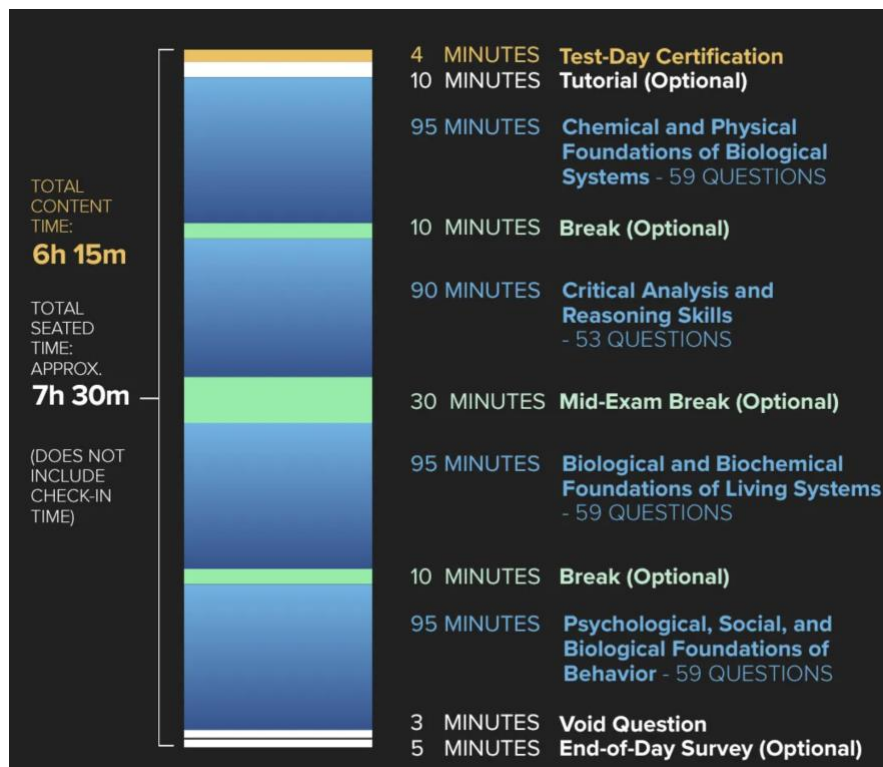 TOTAL
CONTENT
TIME:
6h 15m
TOTAL
SEATED
TIME:
APPROX.
7h 30m
(DOES NOT
INCLUDE
CHECK-IN
TIME)
4 MINUTES Test-Day Certification
10 MINUTES Tutorial (Optional)
95 MINUTES Chemical and Physical
Foundations of Biological
Systems - 59 QUESTIONS
10 MINUTES Break (Optional)
90 MINUTES Critical Analysis and
Reasoning Skills
- 53 QUESTIONS
30 MINUTES Mid-Exam Break (Optional)
95 MINUTES Biological and Biochemical
Foundations of Living Systems
- 59 QUESTIONS
10 MINUTES Break (Optional)
95 MINUTES Psychological, Social, and
Biological Foundations of
Behavior - 59 QUESTIONS
3 MINUTES Void Question
5 MINUTES End-of-Day Survey (Optional)